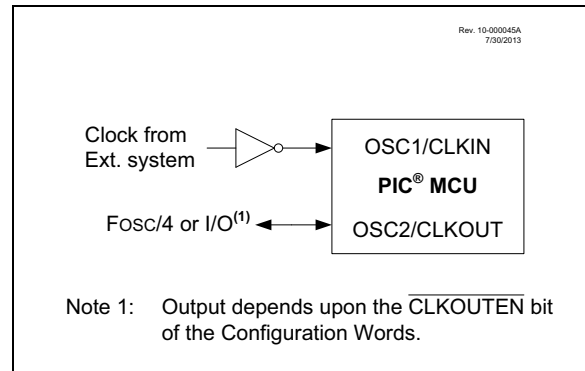 Rev. 10-000045A
7/30/2013
Clock from
Ext. system
OSC1/CLKIN
PIC® MCU
FOSC/4 or I/O(1)
OSC2/CLKOUT
Note 1: Output depends upon the CLKOUTEN bit
of the Configuration Words.